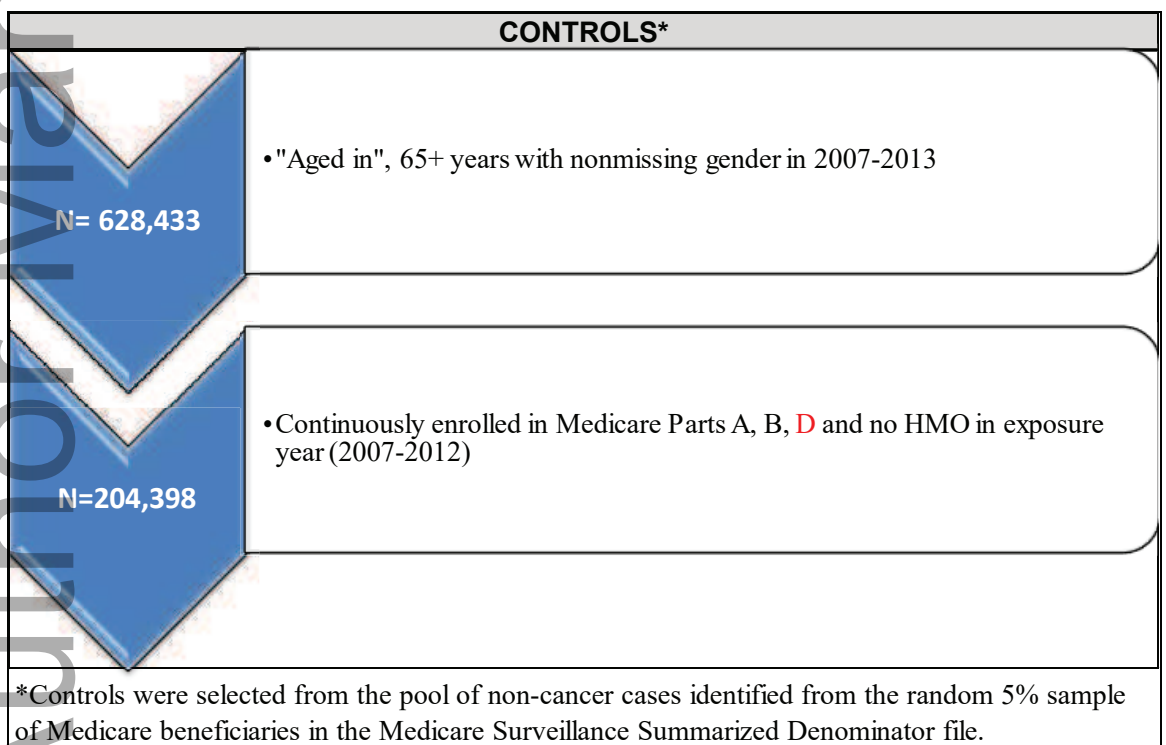 CONTROLS*
•"Aged in", 65+ years with nonmissing gender in 2007-2013
N= 628,433
•Continuously enrolled in Medicare Parts A, B, D and no HMO in exposure
year (2007-2012)
N=204,398
*Controls were selected from the pool of non-cancer cases identified from the random 5% sample
of Medicare beneficiaries in the Medicare Surveillance Summarized Denominator file.